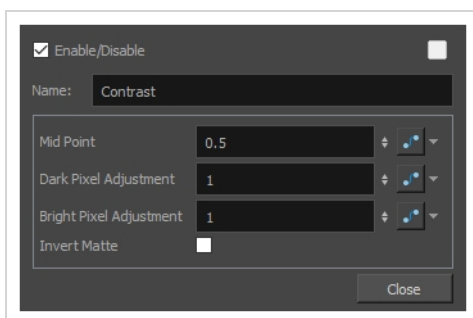 Enable/Disable
Name: Contrast
Mid Point 0.5
Dark Pixel Adjustment 1
Bright Pixel Adjustment 1
Invert Matte
Close